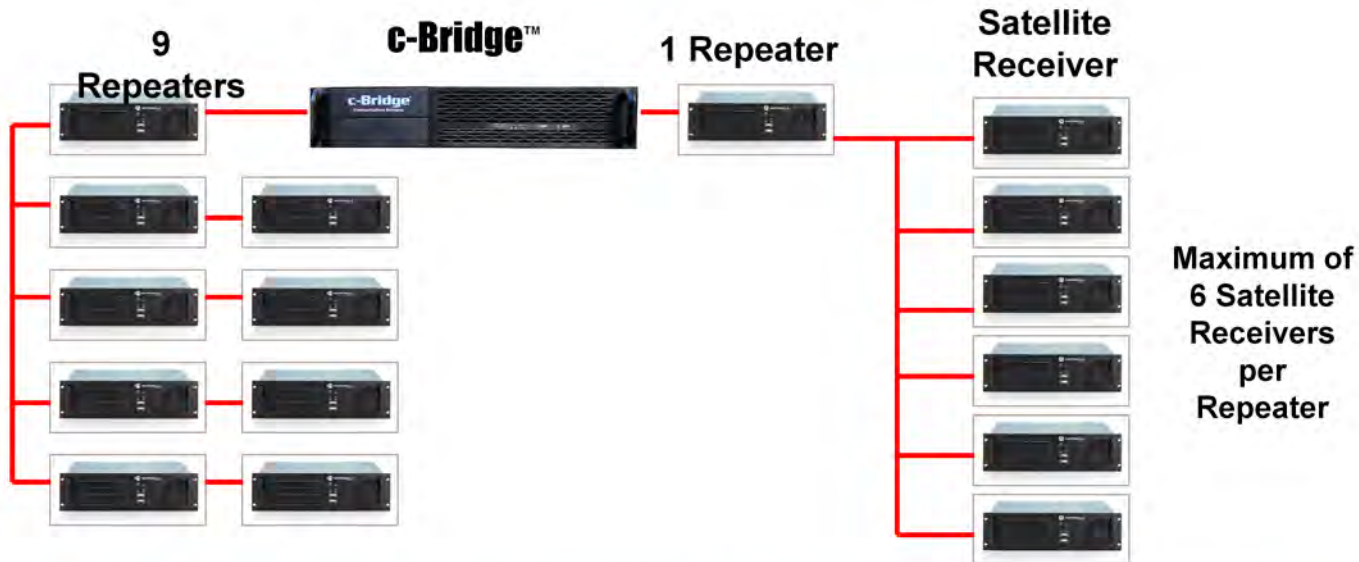 9
Repeaters
c-Bridge™
1 Repeater
Satellite
Receiver
c-Bridge
Maximum of
6 Satellite
Receivers
per
Repeater